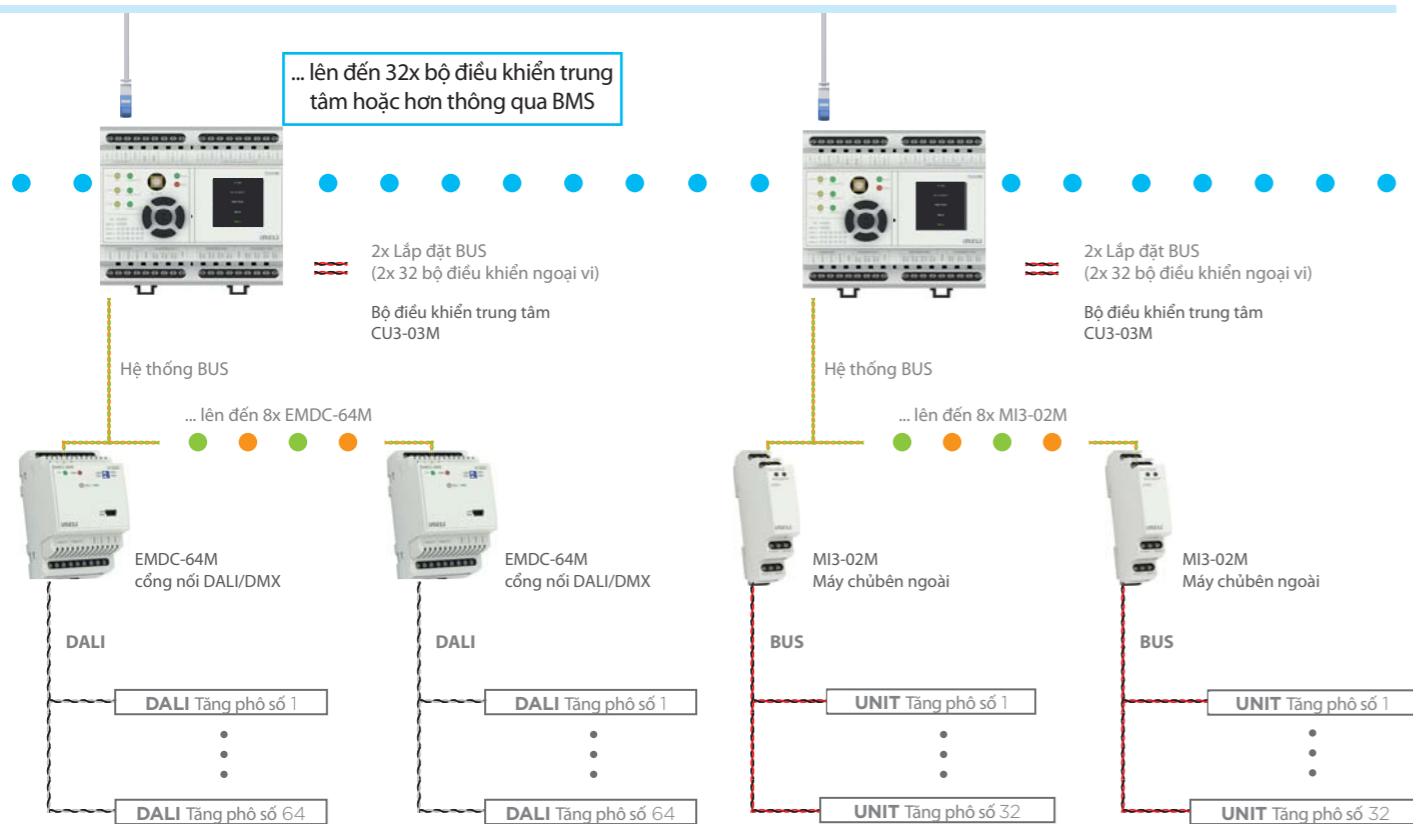 ... lên đến 32x bộ điều khiển trung
tâm hoặc hơn thông qua BMS
2x Lắp đặt BUS
(2x 32 bộ điều khiển ngoại vi)
Bộ điều khiển trung tâm
CU3-03M
2x Lắp đặt BUS
(2x 32 bộ điều khiển ngoại vi)
Bộ điều khiển trung tâm
CU3-03M
Hệ thống BUS
Hệ thống BUS
... lên đến 8x EMDC-64M
... lên đến 8x MI3-02M
EMDC-64M
cổng nối DALI/DMX
EMDC-64M
cổng nối DALI/DMX
MI3-02M
Máy chủbên ngoài
MI3-02M
Máy chủbên ngoài
DALI
DALI
BUS
BUS
DALI Tăng phô số 1
DALI Tăng phô số 1
UNIT Tăng phô số 1
UNIT Tăng phô số 1
DALI Tăng phô số 64
DALI Tăng phô số 64
UNIT Tăng phô số 32
UNIT Tăng phô số 32